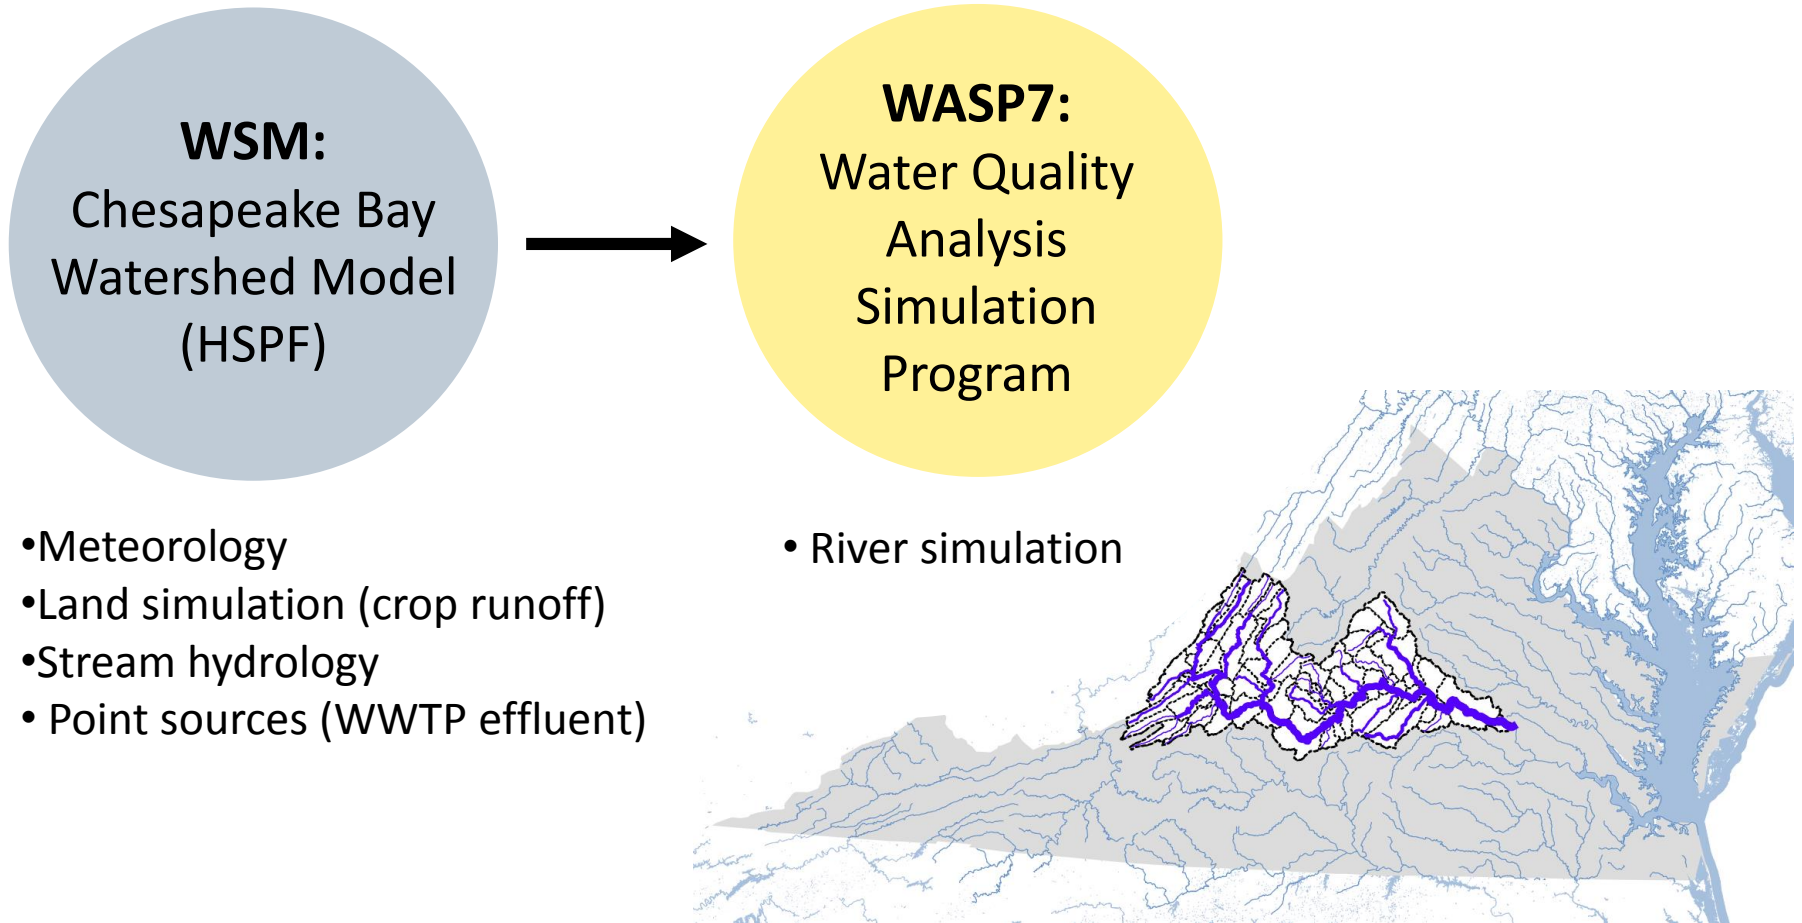 WSM:
Chesapeake Bay
Watershed Model
(HSPF)
WASP7:
Water Quality
Analysis
Simulation
Program
•Meteorology
•Land simulation (crop runoff)
•Stream hydrology
• Point sources (WWTP effluent)
• River simulation